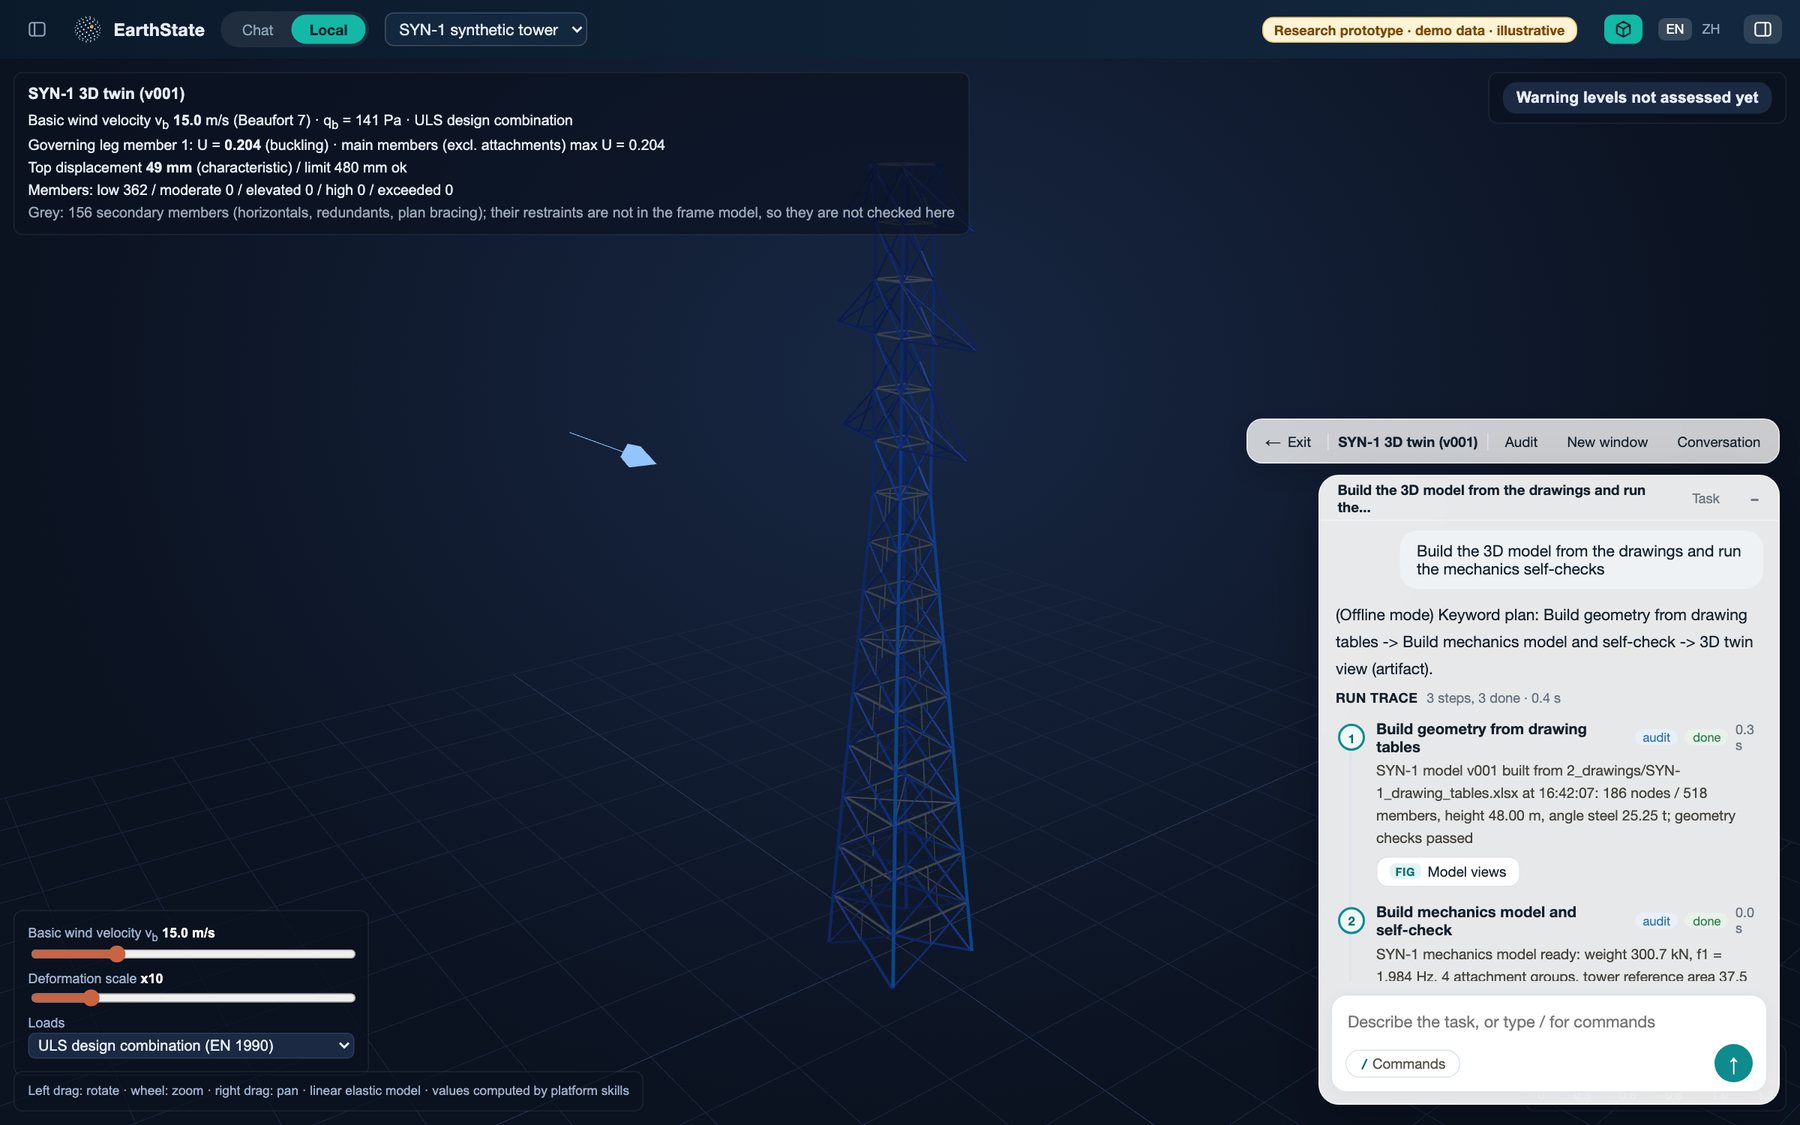 EarthState
Chat
Local
SYN-1 synthetic tower
Research prototype · demo data · illustrative
EN
ZH
SYN-1 3D twin (v001)
Basic wind velocity vb 15.0 m/s (Beaufort 7) · qb = 141 Pa · ULS design combination
Governing leg member 1: U = 0.204 (buckling) · main members (excl. attachments) max U = 0.204
Top displacement 49 mm (characteristic) / limit 480 mm ok
Members: low 362 / moderate 0 / elevated 0 / high 0 / exceeded 0
Grey: 156 secondary members (horizontals, redundants, plan bracing); their restraints are not in the frame model, so they are not checked here
Warning levels not assessed yet
← Exit
SYN-1 3D twin (v001)
Audit
New window
Conversation
Build the 3D model from the drawings and run
the...
Task
–
Build the 3D model from the drawings and run
the mechanics self-checks
(Offline mode) Keyword plan: Build geometry from drawing
tables -> Build mechanics model and self-check -> 3D twin
view (artifact).
RUN TRACE 3 steps, 3 done · 0.4 s
1
Build geometry from drawing
tables
audit
done
0.3
s
SYN-1 model v001 built from 2_drawings/SYN-
1_drawing_tables.xlsx at 16:42:07: 186 nodes / 518
members, height 48.00 m, angle steel 25.25 t; geometry
checks passed
FIG Model views
2
Build mechanics model and
self-check
audit
done
0.0
s
SYN-1 mechanics model ready: weight 300.7 kN, f1 =
1.984 Hz, 4 attachment groups, tower reference area 37.5
Describe the task, or type / for commands
/ Commands
↑
Basic wind velocity vb 15.0 m/s
Deformation scale x10
Loads
ULS design combination (EN 1990)
Left drag: rotate · wheel: zoom · right drag: pan · linear elastic model · values computed by platform skills